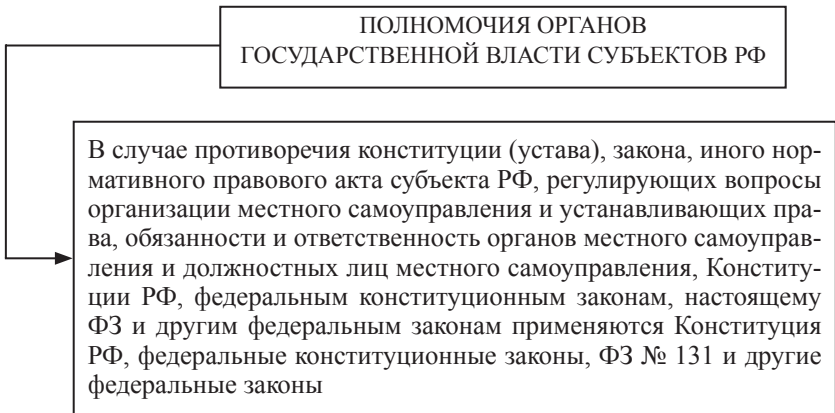 ПОЛНОМОЧИЯ ОРГАНОВ
ГОСУДАРСТВЕННОЙ ВЛАСТИ СУБЪЕКТОВ РФ
В случае противоречия конституции (устава), закона, иного нор-
мативного правового акта субъекта РФ, регулирующих вопросы
организации местного самоуправления и устанавливающих пра-
ва, обязанности и ответственность органов местного самоуправ-
ления и должностных лиц местного самоуправления, Конститу-
ции РФ, федеральным конституционным законам, настоящему
ФЗ и другим федеральным законам применяются Конституция
РФ, федеральные конституционные законы, ФЗ № 131 и другие
федеральные законы